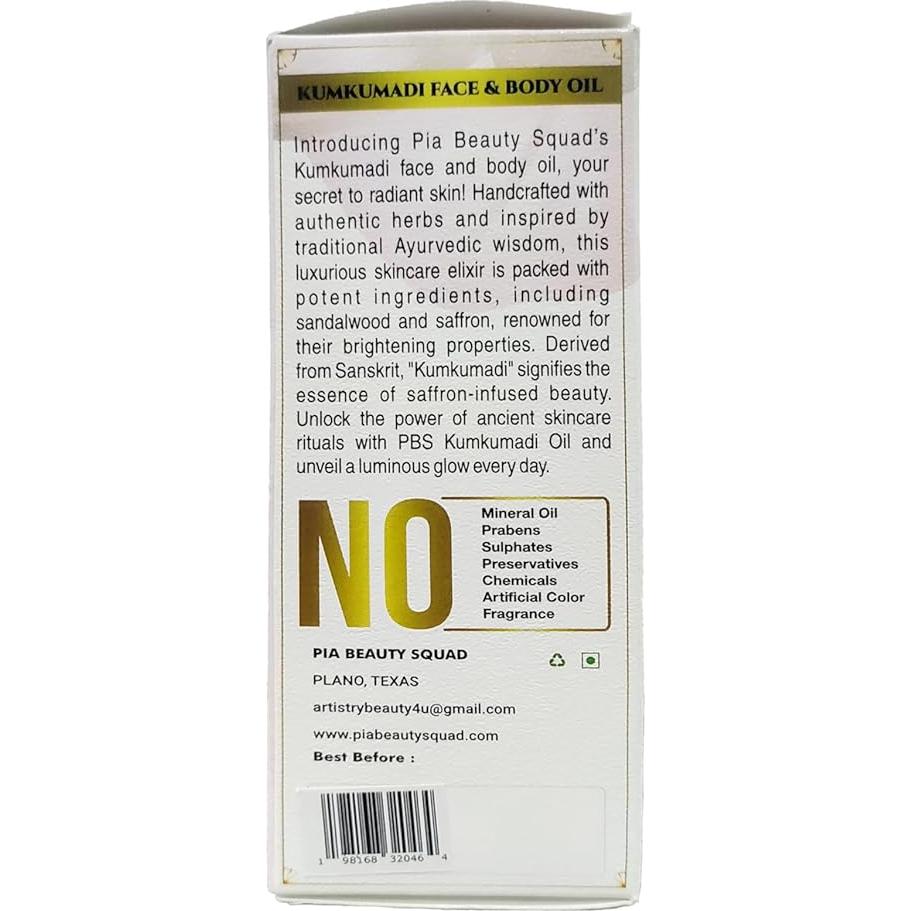 KUMKUMADI FACE & BODY OIL
Introducing Pia Beauty Squad's
Kumkumadi face and body oil, your
secret to radiant skin! Handcrafted with
authentic herbs and inspired by
traditional Ayurvedic wisdom, this
luxurious skincare elixir is packed with
potent ingredients, including
sandalwood and saffron, renowned for
their brightening properties. Derived
from Sanskrit, "Kumkumadi" signifies the
essence of saffron-infused beauty.
Unlock the power of ancient skincare
rituals with PBS Kumkumadi Oil and
unveil a luminous glow every day.
NO
Mineral Oil
Prabens
Sulphates
Preservatives
Chemicals
Artificial Color
Fragrance
PIA BEAUTY SQUAD
PLANO, TEXAS
artistrybeauty4u@gmail.com
www.piabeautysquad.com
Best Before :
1 98168 32046 4